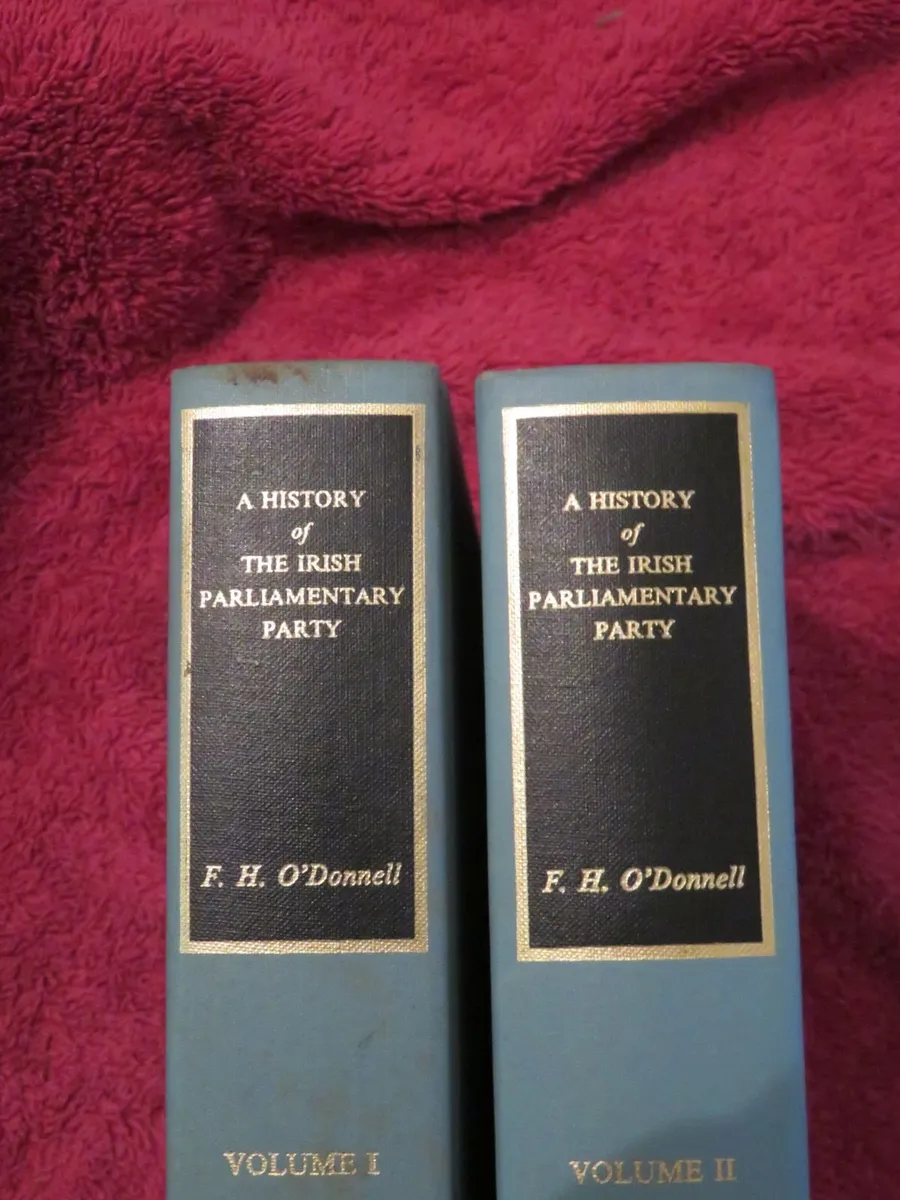 A HISTORY
of
THE IRISH
PARLIAMENTARY
PARTY
F. H. O'Donnell
VOLUME I
A HISTORY
of
THE IRISH
PARLIAMENTARY
PARTY
F. H. O'Donnell
VOLUME II